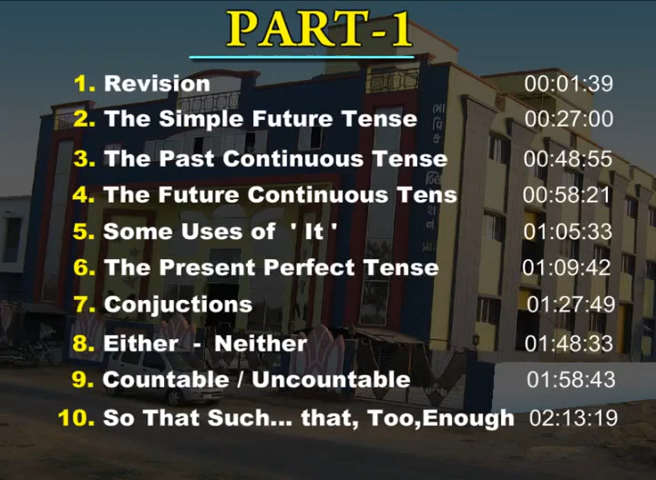 PART-1
1. Revision 00:01:39
2. The Simple Future Tense 00:27:00
3. The Past Continuous Tense 00:48:55
4. The Future Continuous Tens 00:58:21
5. Some Uses of ' It ' 01:05:33
6. The Present Perfect Tense 01:09:42
7. Conjuctions 01:27:49
8. Either - Neither 01:48:33
9. Countable / Uncountable 01:58:43
10. So That Such... that, Too,Enough 02:13:19